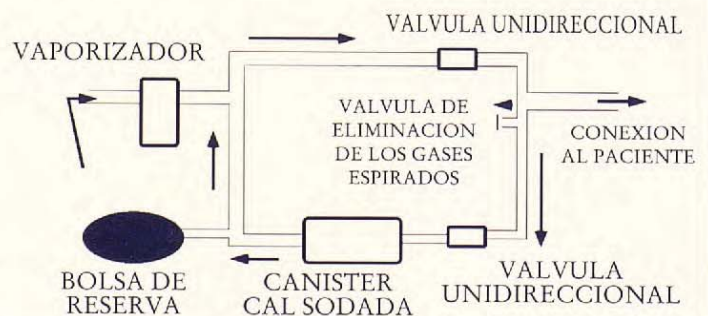 VALVULA UNIDIRECCIONAL
VAPORIZADOR
VALVULA DE
ELIMINACION
DE LOS GASES
ESPIRADOS
CONEXION
AL PACIENTE
BOLSA DE
RESERVA
CANISTER
CAL SODADA
VALVULA
UNIDIRECCIONAL